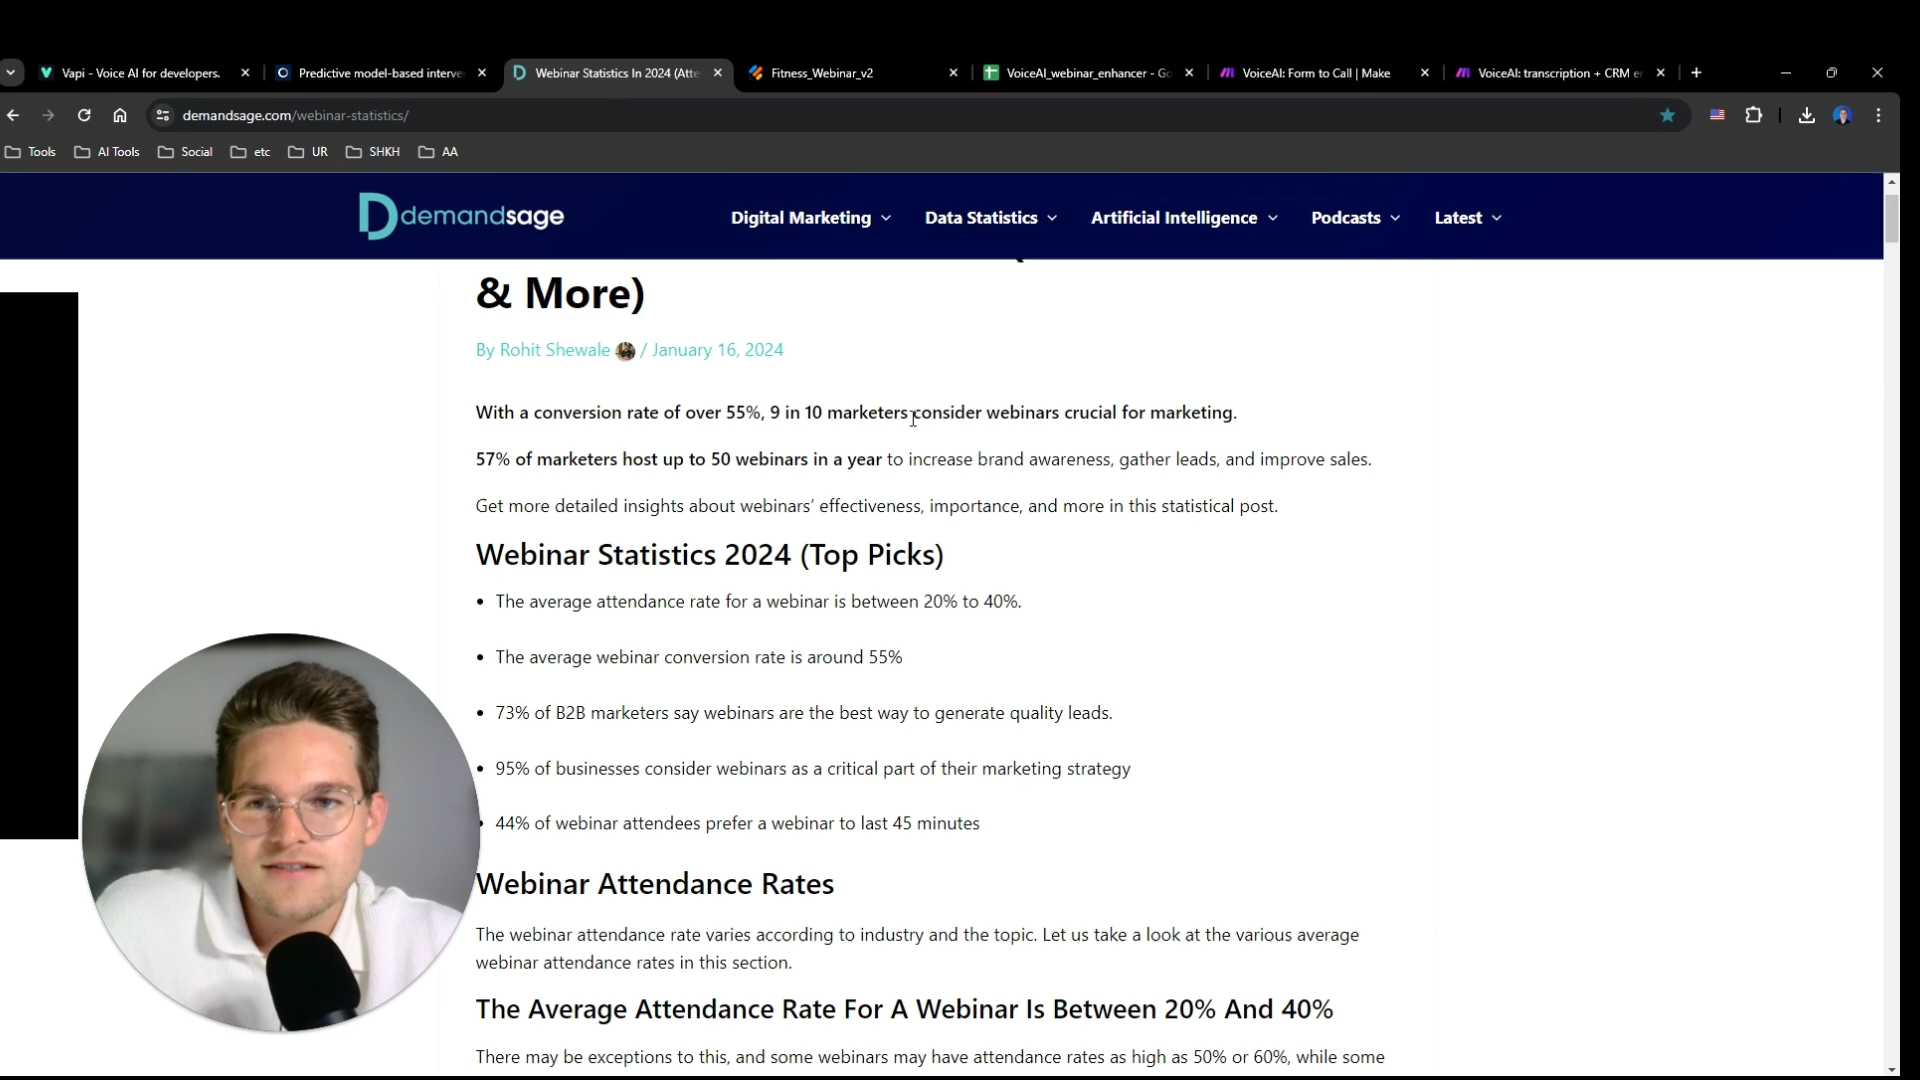 Vapi - Voice AI for developers.
Predictive model-based interve
Webinar Statistics In 2024 (Atte
Fitness_Webinar_v2
VoiceAI_webinar_enhancer - Go
VoiceAI: Form to Call | Make
VoiceAI: transcription + CRM er
demandsage.com/webinar-statistics/
Tools
AI Tools
Social
etc
UR
SHKH
AA
demandsage
Digital Marketing
Data Statistics
Artificial Intelligence
Podcasts
Latest
& More)
By Rohit Shewale / January 16, 2024
With a conversion rate of over 55%, 9 in 10 marketers consider webinars crucial for marketing.
57% of marketers host up to 50 webinars in a year to increase brand awareness, gather leads, and improve sales.
Get more detailed insights about webinars’ effectiveness, importance, and more in this statistical post.
Webinar Statistics 2024 (Top Picks)
• The average attendance rate for a webinar is between 20% to 40%.
• The average webinar conversion rate is around 55%
• 73% of B2B marketers say webinars are the best way to generate quality leads.
• 95% of businesses consider webinars as a critical part of their marketing strategy
• 44% of webinar attendees prefer a webinar to last 45 minutes
Webinar Attendance Rates
The webinar attendance rate varies according to industry and the topic. Let us take a look at the various average
webinar attendance rates in this section.
The Average Attendance Rate For A Webinar Is Between 20% And 40%
There may be exceptions to this, and some webinars may have attendance rates as high as 50% or 60%, while some